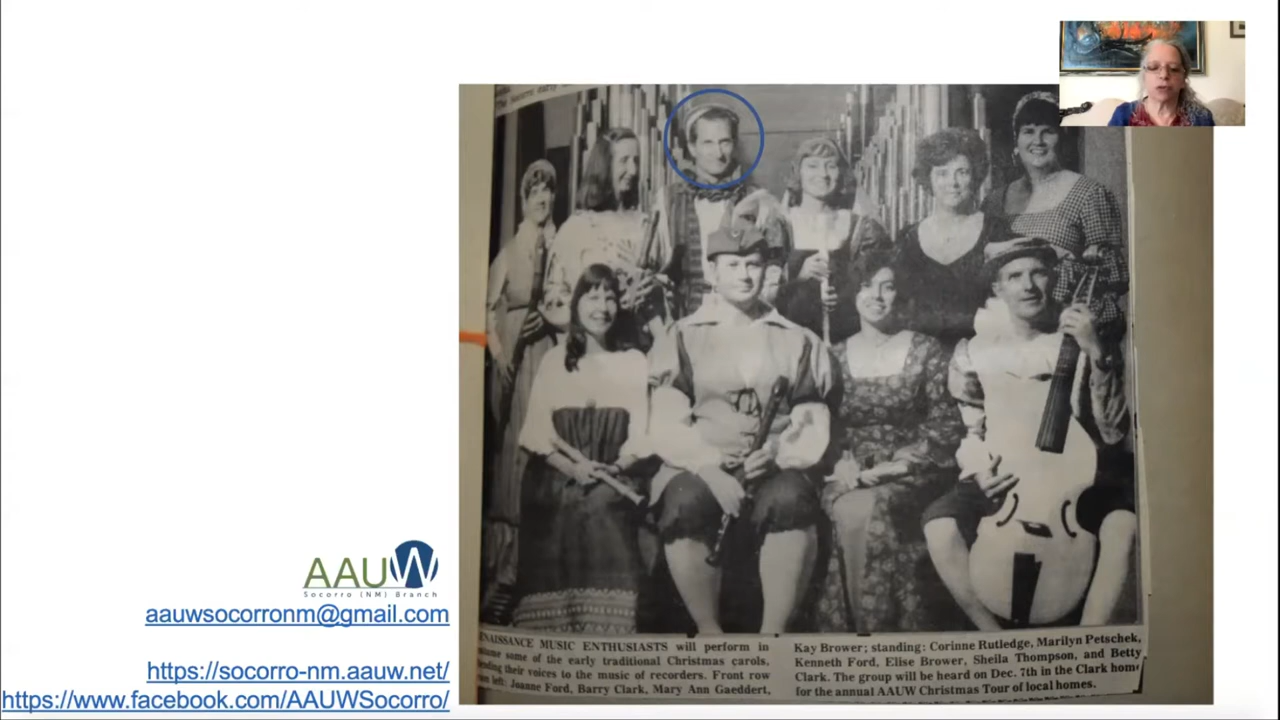 AAUW
Socorro (NM) Branch
aauwsocorronm@gmail.com
https://socorro-nm.aauw.net/
https://www.facebook.com/AAUWSocorro/
ENAISSANCE MUSIC ENTHUSIASTS will perform in
some of the early traditional Christmas carols,
their voices to the music of recorders. Front row
left: Joanne Ford, Barry Clark, Mary Ann Gaeddert,
Kay Brower; standing: Corinne Rutledge, Marilyn Petschek,
Kenneth Ford, Elise Brower, Sheila Thompson, and Betty
Clark. The group will be heard on Dec. 7th in the Clark home
for the annual AAUW Christmas Tour of local homes.